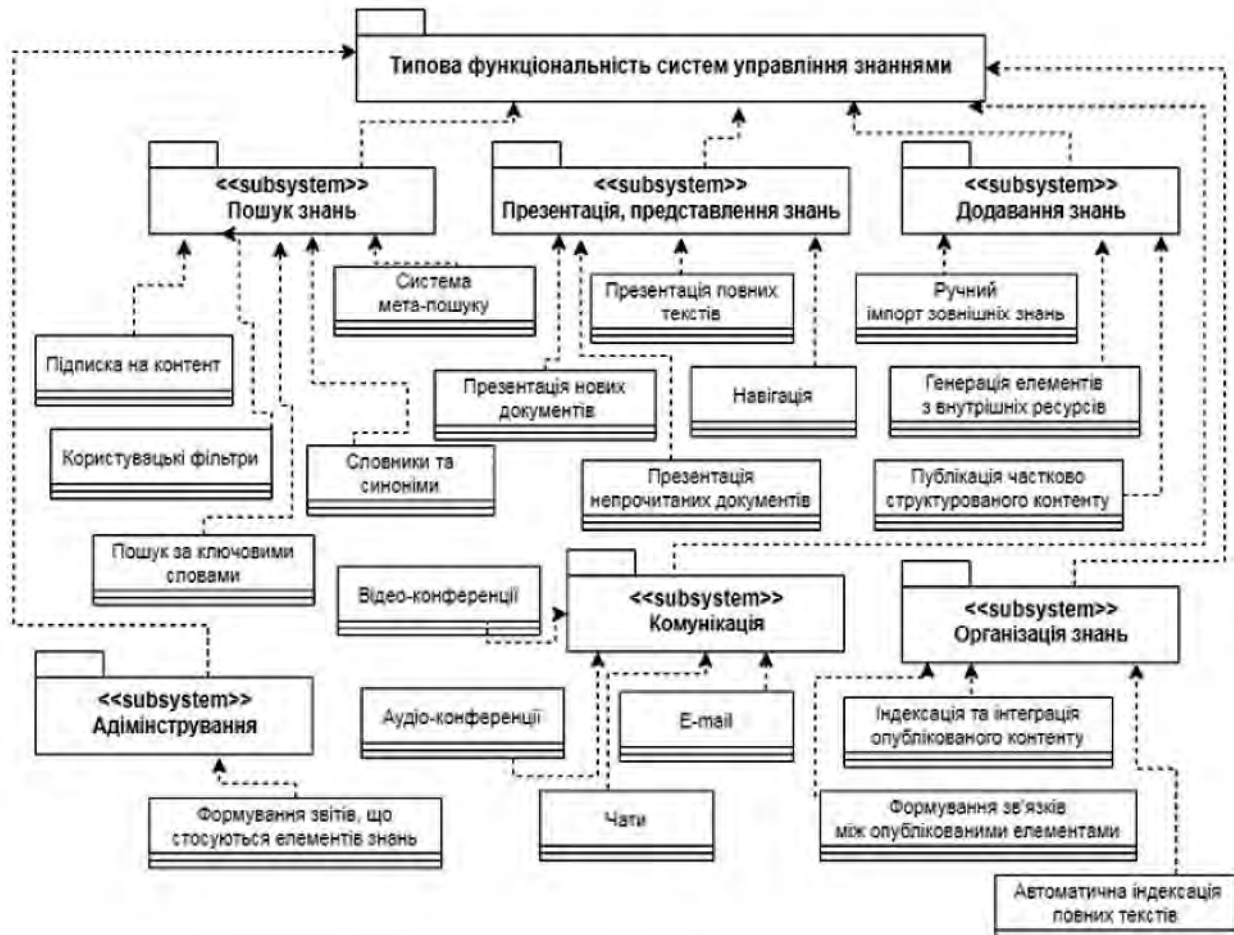 Типова функціональність систем управління знаннями
<<subsystem>>
Пошук знань
<<subsystem>>
Презентація, представлення знань
<<subsystem>>
Додавання знань
Система
мета-пошуку
Презентація повних
текстів
Ручний
імпорт зовнішніх знань
Підписка на контент
Презентація нових
документів
Навігація
Генерація елементів
з внутрішніх ресурсів
Користувацькі фільтри
Словники та
синоніми
Презентація
непрочитаних документів
Публікація частково
структурованого контенту
Пошук за ключовими
словами
Відео-конференції
<<subsystem>>
Комунікація
<<subsystem>>
Організація знань
<<subsystem>>
Адімінстрування
Аудіо-конференції
E-mail
Індексація та інтеграція
опублікованого контенту
Формування звітів, що
стосуються елементів знань
Чати
Формування зв'язків
між опублікованими елементами
Автоматична індексація
повних текстів